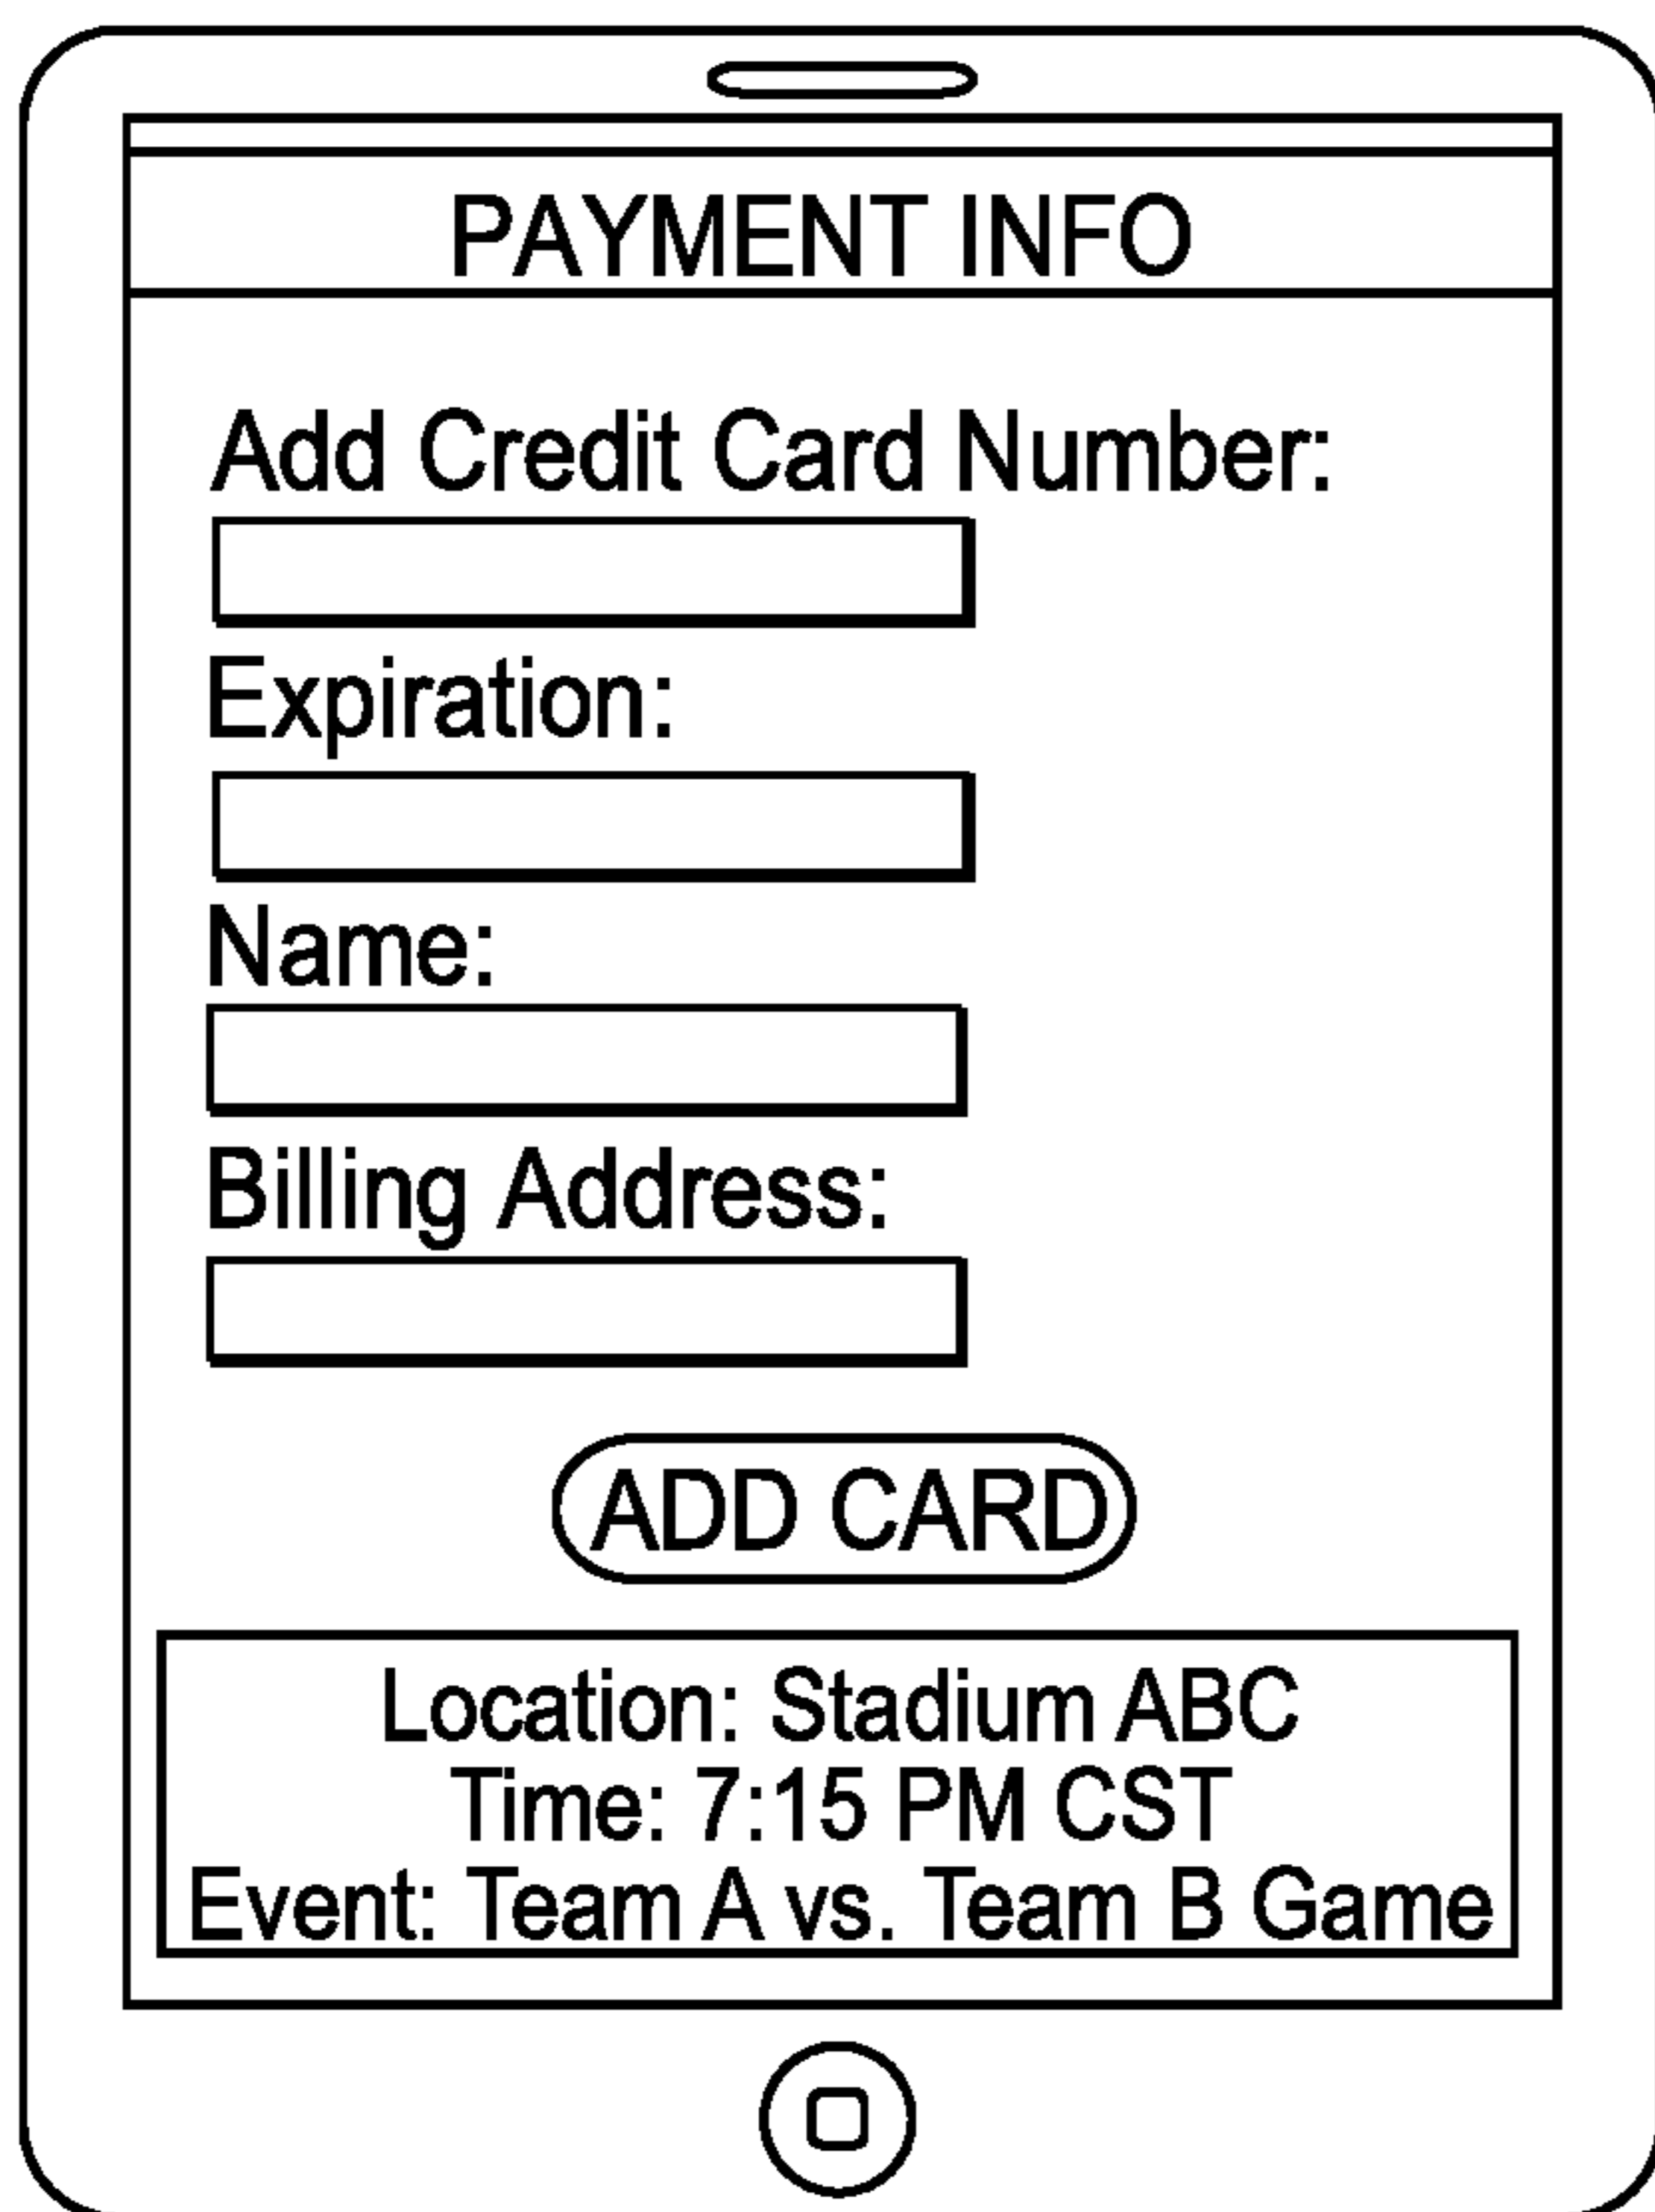 PAYMENT INFO
Add Credit Card Number:
Expiration:
Name:
Billing Address:
ADD CARD
Location: Stadium ABC
Time: 7:15 PM CST
Event: Team A vs. Team B Game